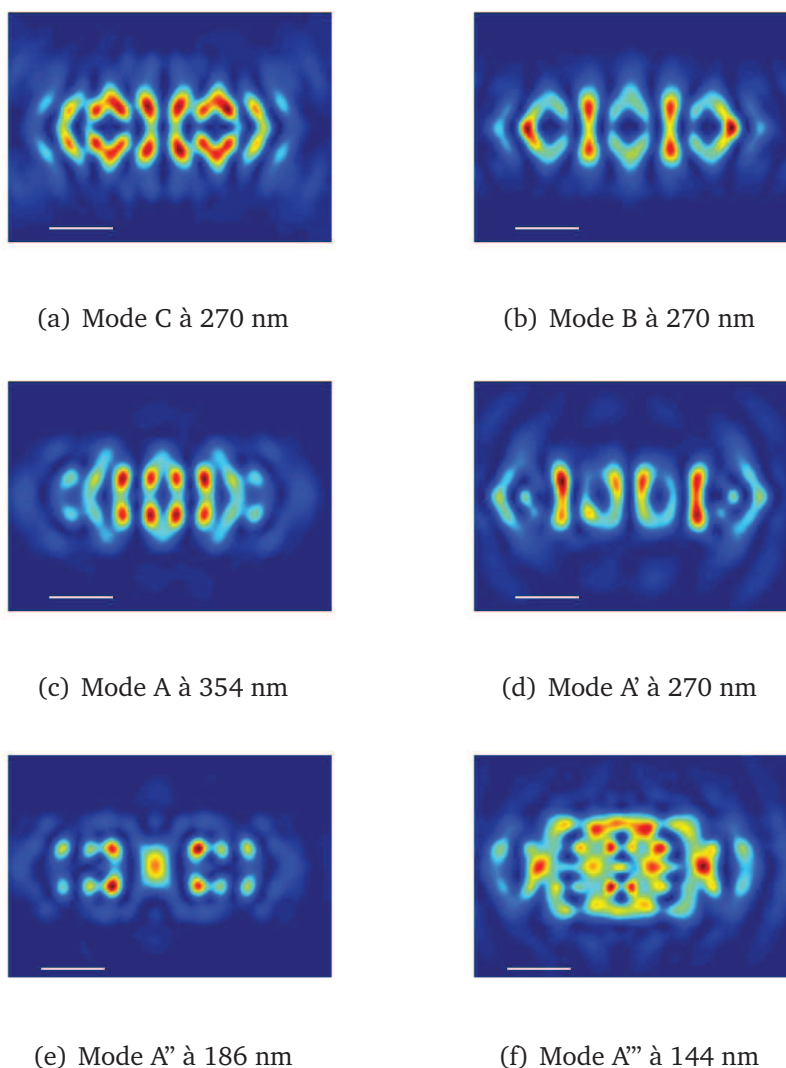 (a) Mode C à 270 nm
(b) Mode B à 270 nm
(c) Mode A à 354 nm
(d) Mode A’ à 270 nm
(e) Mode A” à 186 nm
(f) Mode A”’ à 144 nm